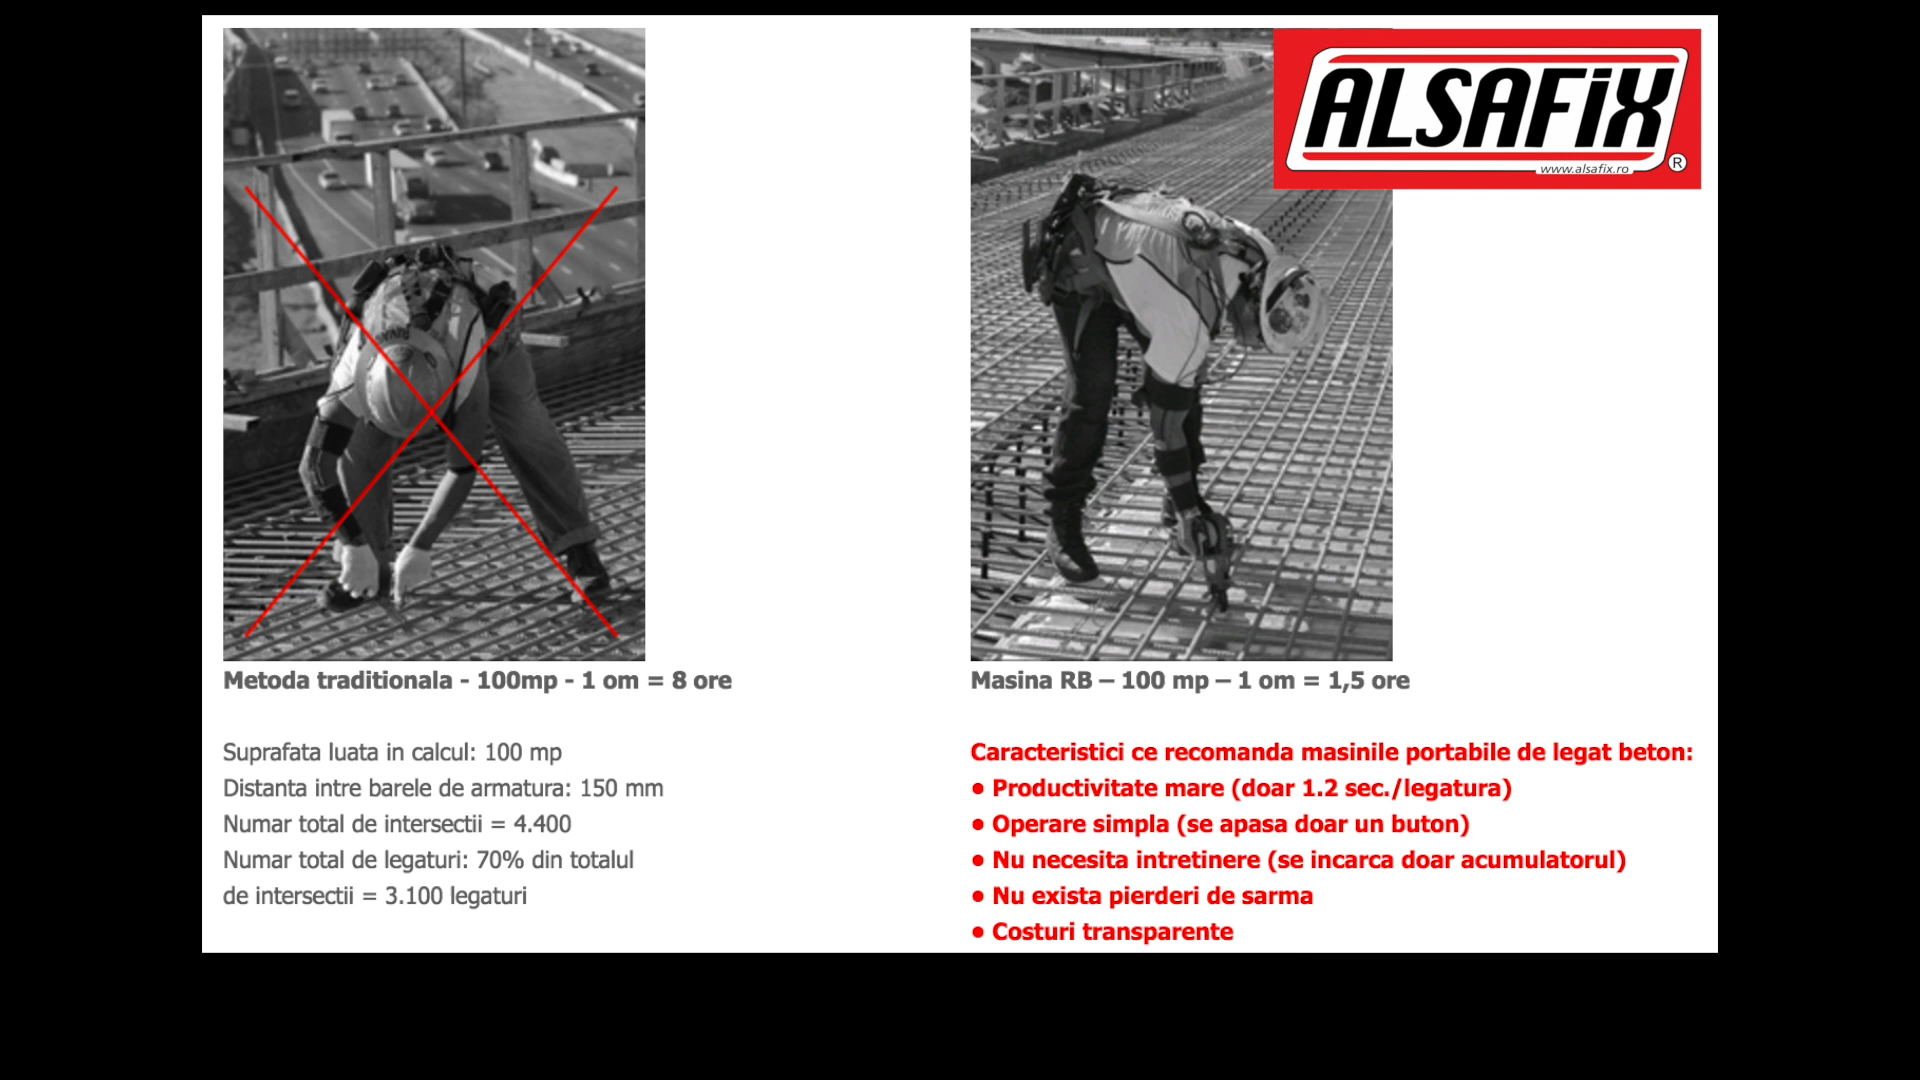 ALSAFiX
®
www.alsafix.ro
Metoda traditionala - 100mp - 1 om = 8 ore
Suprafata luata in calcul: 100 mp
Distanta intre barele de armatura: 150 mm
Numar total de intersectii = 4.400
Numar total de legaturi: 70% din totalul
de intersectii = 3.100 legaturi
Masina RB – 100 mp – 1 om = 1,5 ore
Caracteristici ce recomanda masinile portabile de legat beton:
• Productivitate mare (doar 1.2 sec./legatura)
• Operare simpla (se apasa doar un buton)
• Nu necesita intretinere (se incarca doar acumulatorul)
• Nu exista pierderi de sarma
• Costuri transparente